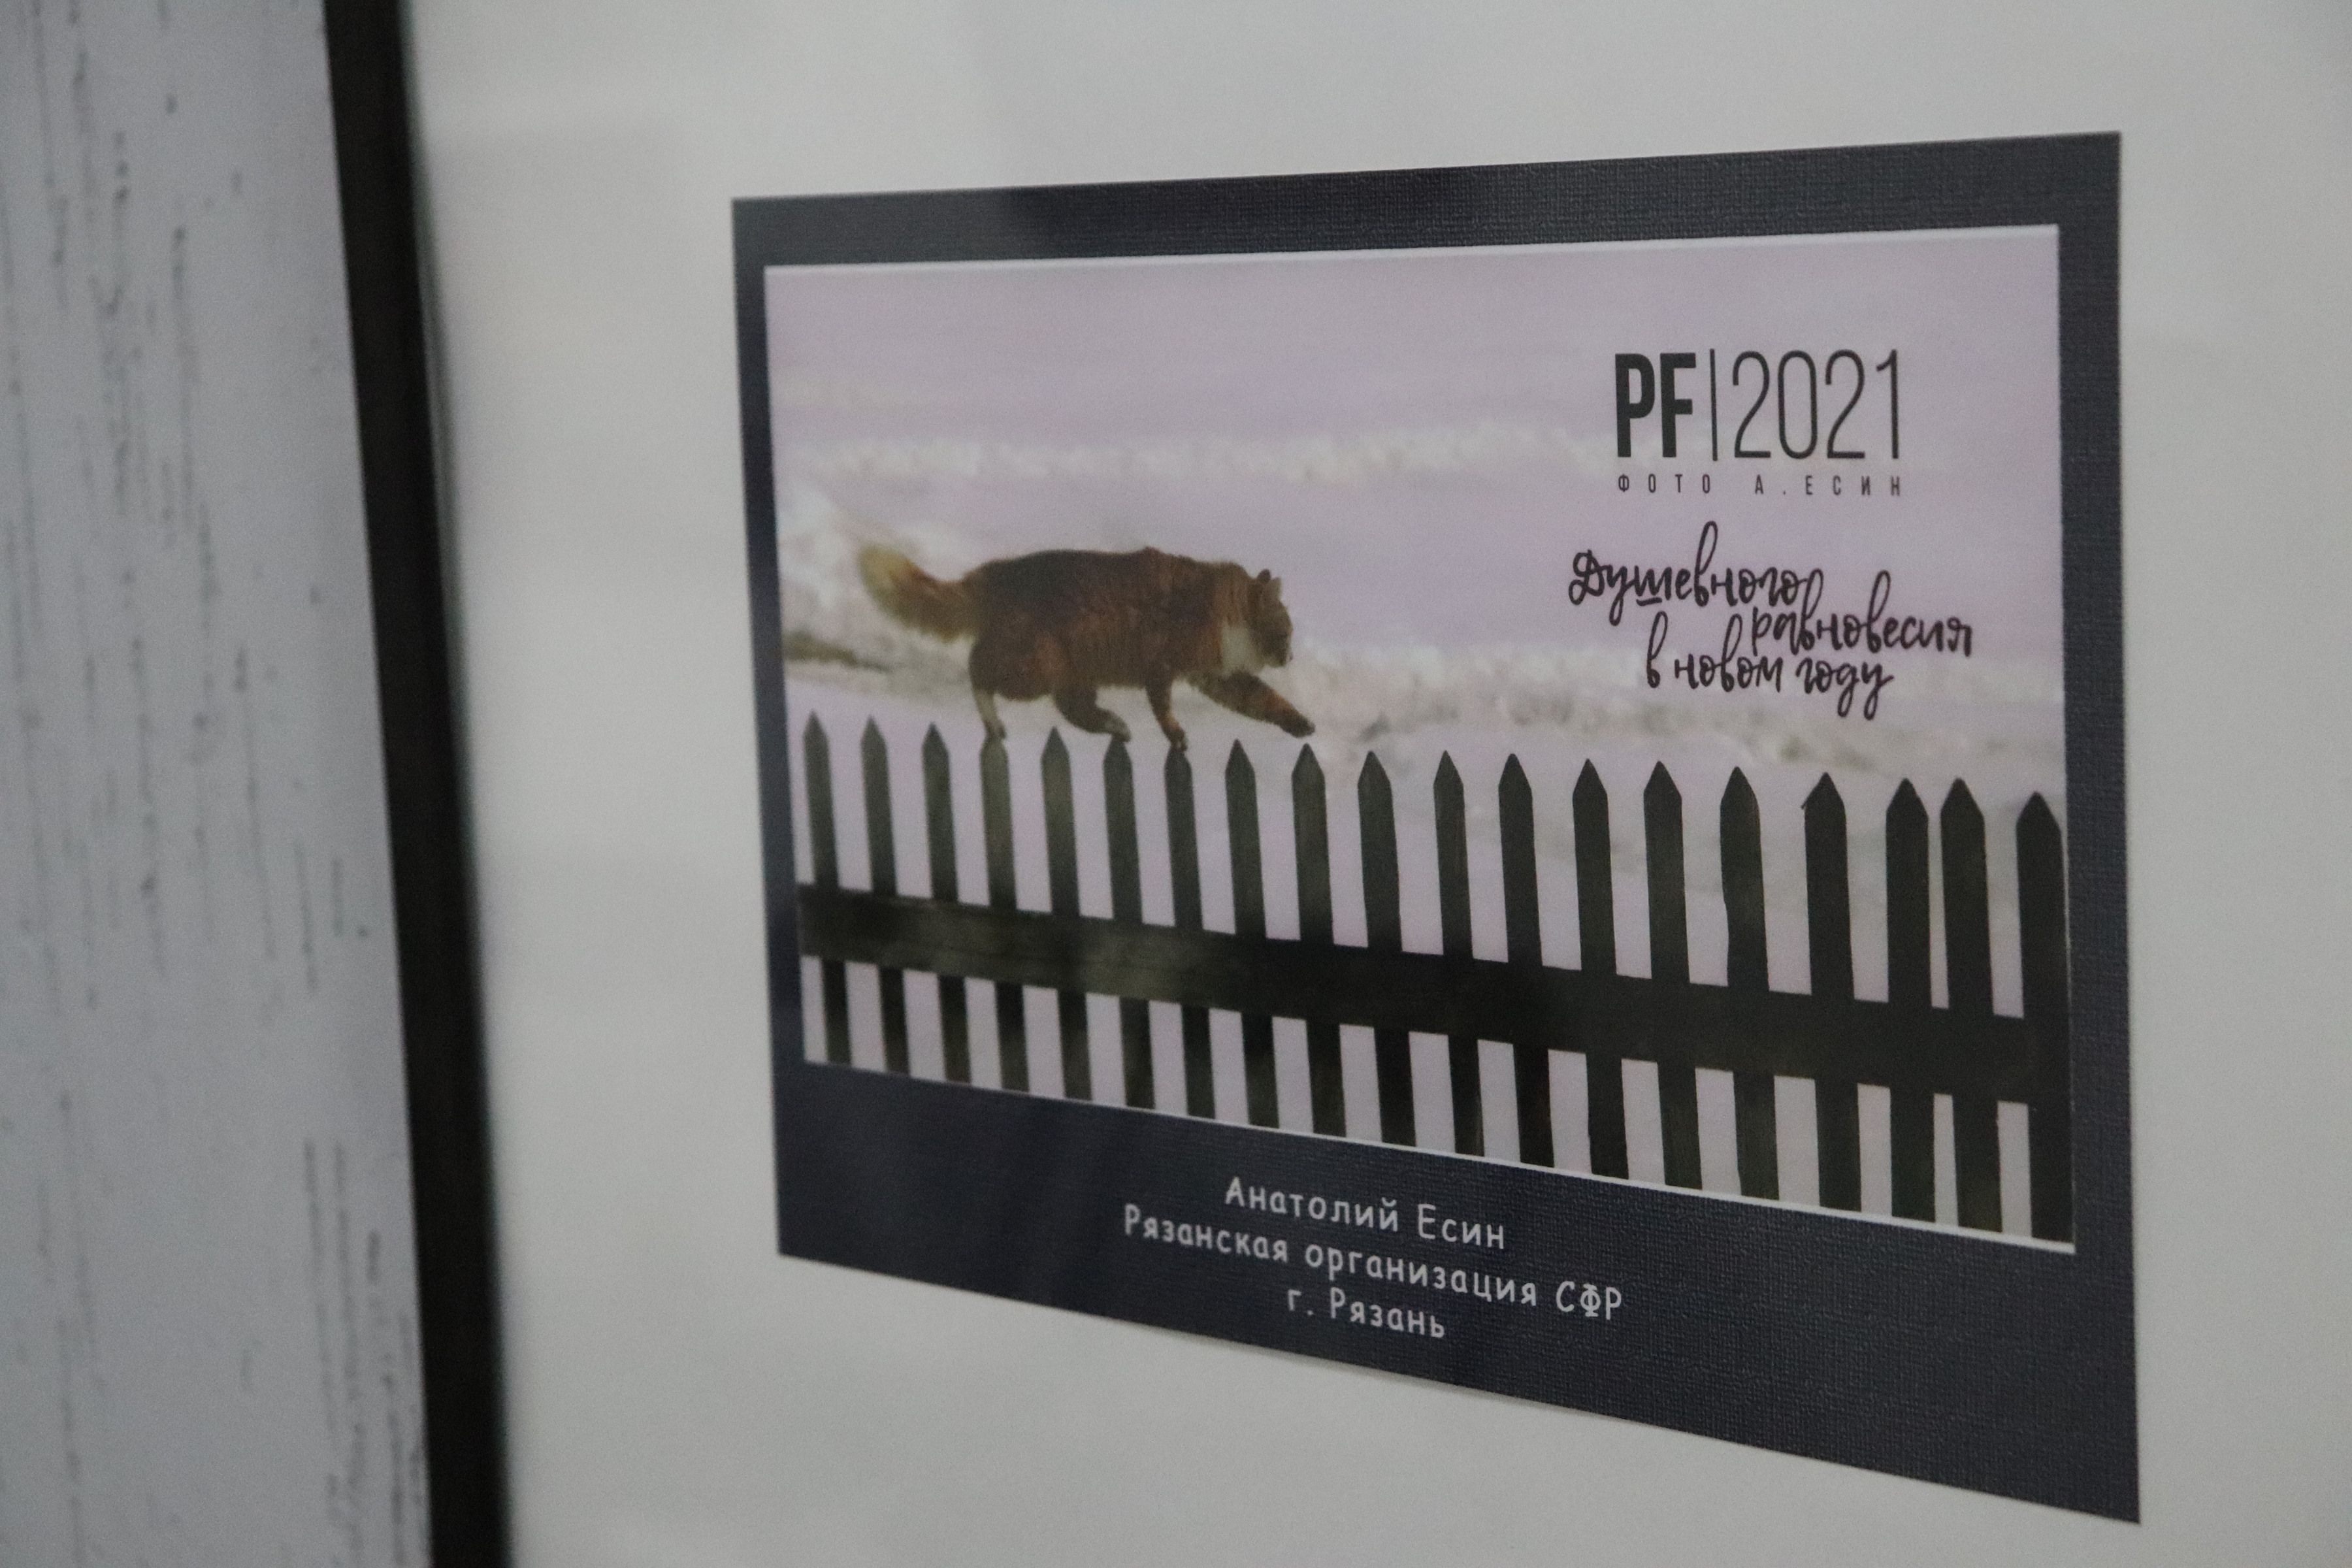 PF|2021
ФОТО А.ЕСИН
Душевного
равновесия
в новом году
Анатолий Есин
Рязанская организация СФР
г. Рязань